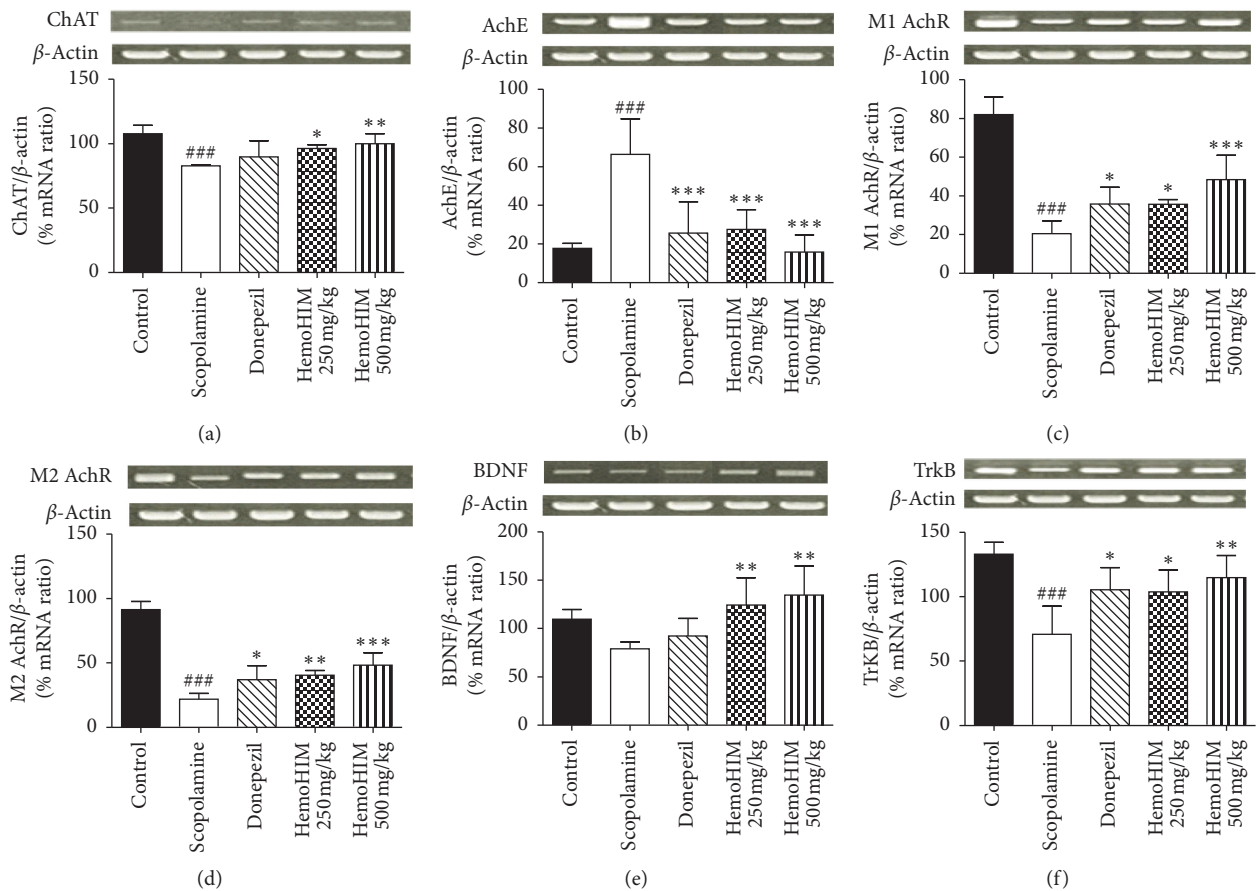 ChAT
β-Actin
150
100
50
0
ChAT/β-actin
(% mRNA ratio)
###
*
**
Control
Scopolamine
Donepezil
HemoHIM
250 mg/kg
HemoHIM
500 mg/kg
(a)
AchE
β-Actin
100
80
60
40
20
0
AchE/β-actin
(% mRNA ratio)
###
***
***
***
Control
Scopolamine
Donepezil
HemoHIM
250 mg/kg
HemoHIM
500 mg/kg
(b)
M1 AchR
β-Actin
100
80
60
40
20
0
M1 AchR/β-actin
(% mRNA ratio)
###
*
*
***
Control
Scopolamine
Donepezil
HemoHIM
250 mg/kg
HemoHIM
500 mg/kg
(c)
M2 AchR
β-Actin
150
100
50
0
M2 AchR/β-actin
(% mRNA ratio)
###
*
**
***
Control
Scopolamine
Donepezil
HemoHIM
250 mg/kg
HemoHIM
500 mg/kg
(d)
BDNF
β-Actin
200
150
100
50
0
BDNF/β-actin
(% mRNA ratio)
**
**
Control
Scopolamine
Donepezil
HemoHIM
250 mg/kg
HemoHIM
500 mg/kg
(e)
TrkB
β-Actin
150
100
50
0
TrKB/β-actin
(% mRNA ratio)
###
*
*
**
Control
Scopolamine
Donepezil
HemoHIM
250 mg/kg
HemoHIM
500 mg/kg
(f)